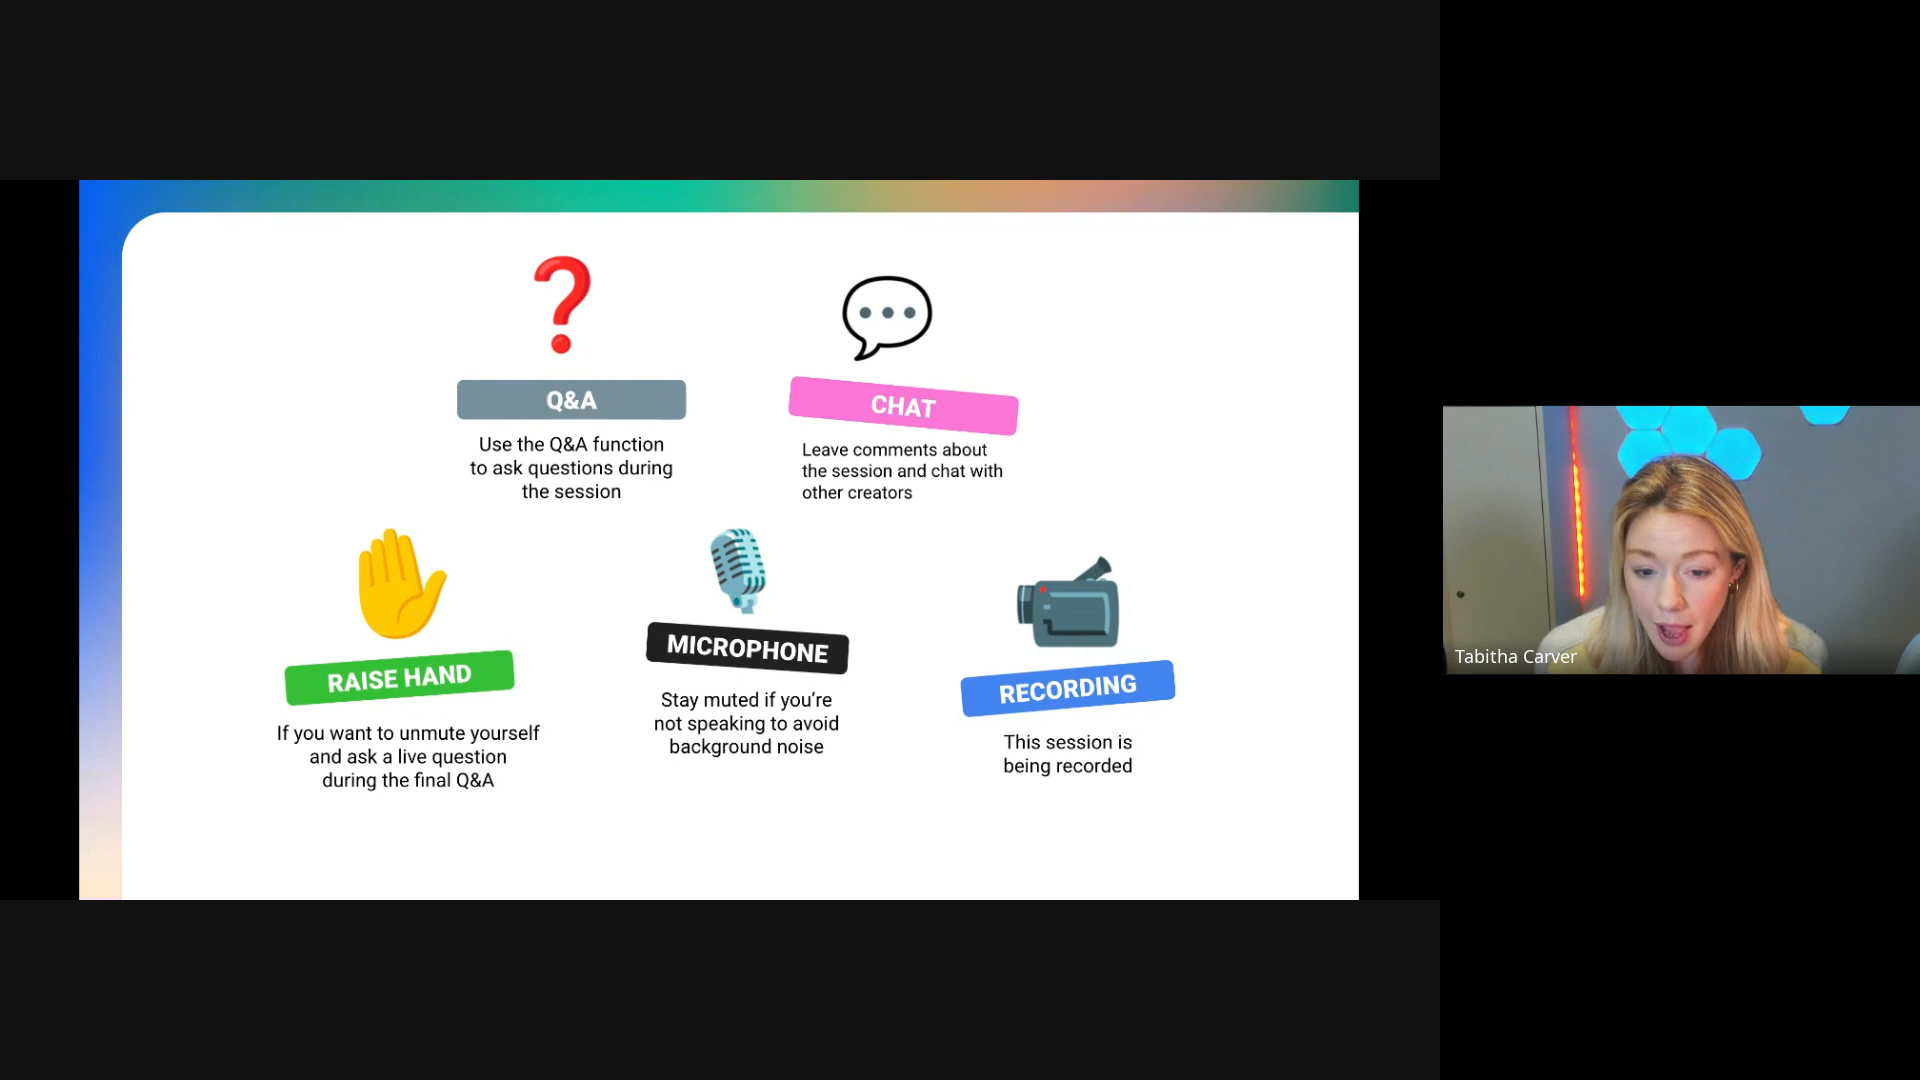 Q&A
Use the Q&A function
to ask questions during
the session
CHAT
Leave comments about
the session and chat with
other creators
RAISE HAND
If you want to unmute yourself
and ask a live question
during the final Q&A
MICROPHONE
Stay muted if you’re
not speaking to avoid
background noise
RECORDING
This session is
being recorded
Tabitha Carver